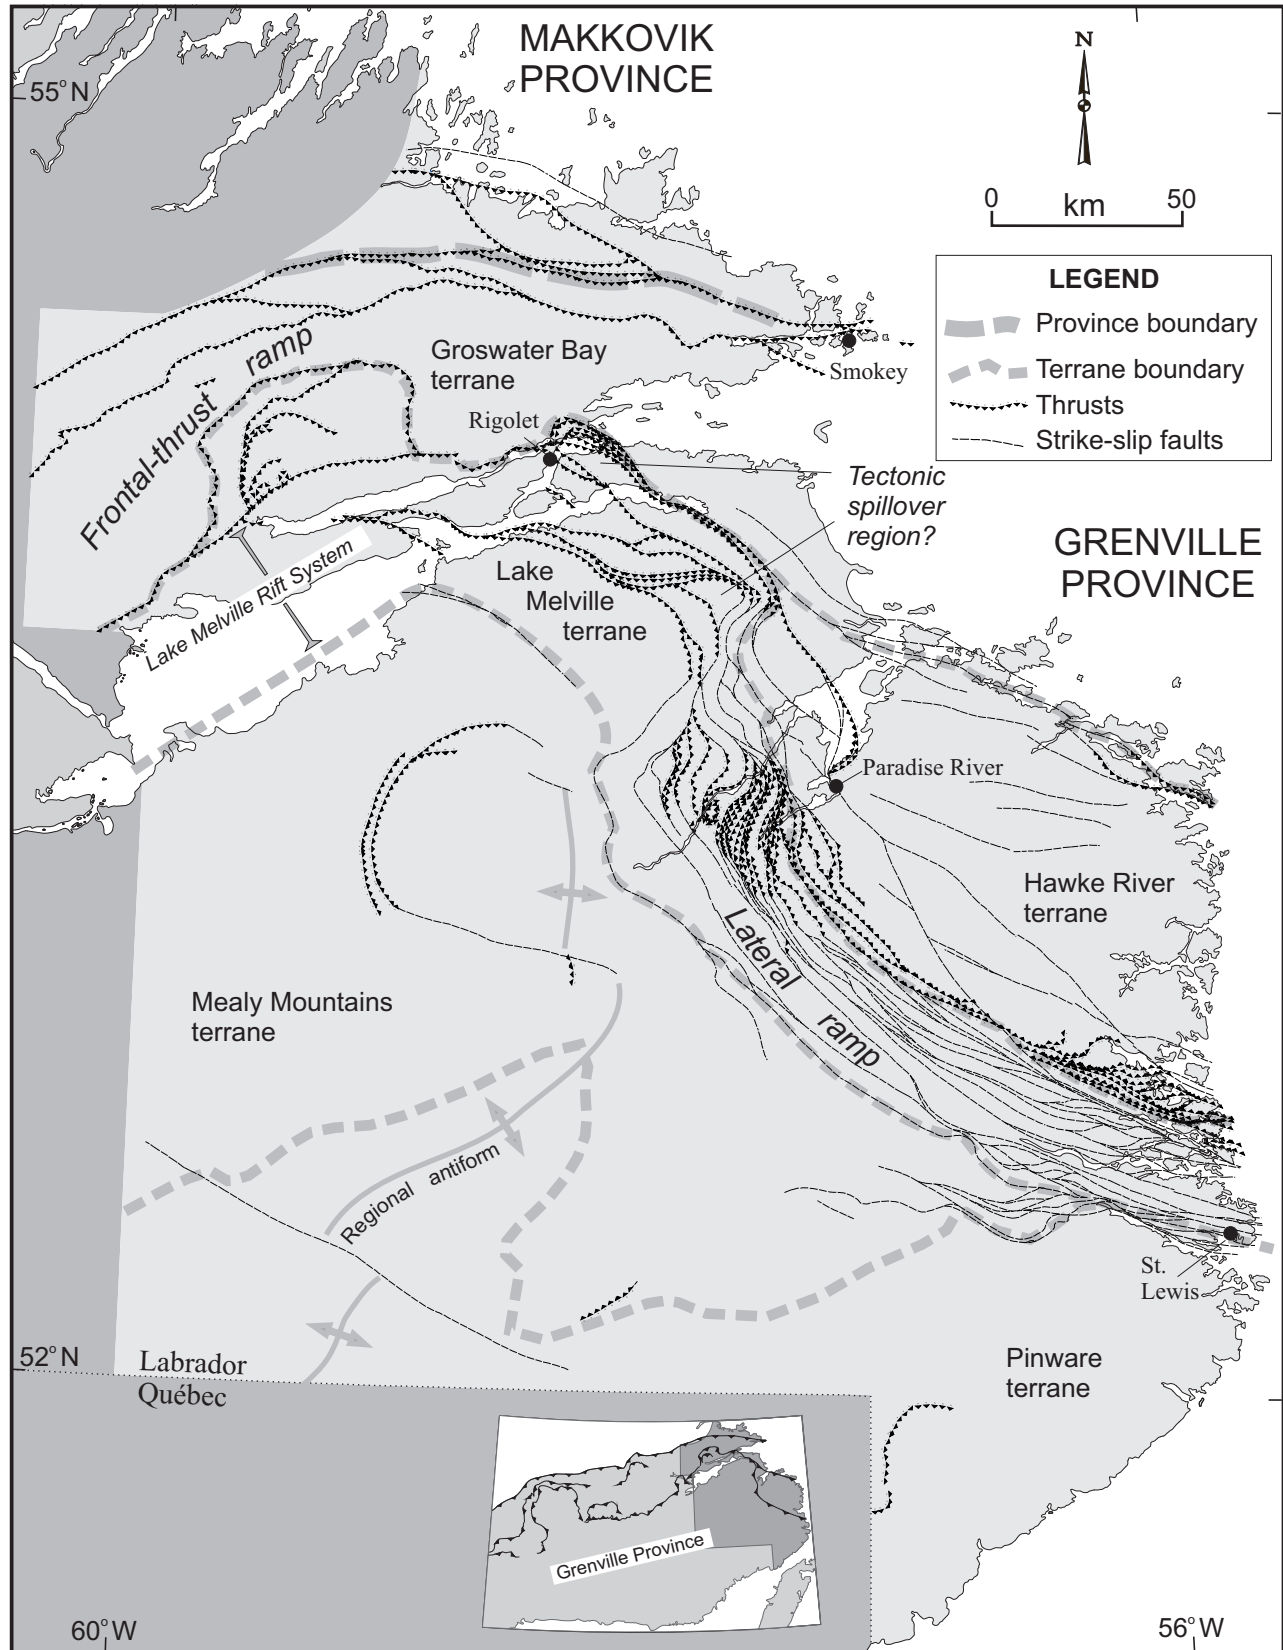 MAKKOVIK
PROVINCE
55° N
N
0 km 50
LEGEND
Province boundary
Terrane boundary
Thrusts
Strike-slip faults
Frontal-thrust ramp
Groswater Bay
terrane
Smokey
Rigolet
Tectonic
spillover
region?
GRENVILLE
PROVINCE
Lake Melville Rift System
Lake
Melville
terrane
Paradise River
Hawke River
terrane
Lateral ramp
Mealy Mountains
terrane
Regional antiform
St.
Lewis
52° N
Labrador
Québec
Pinware
terrane
Grenville Province
60° W
56° W